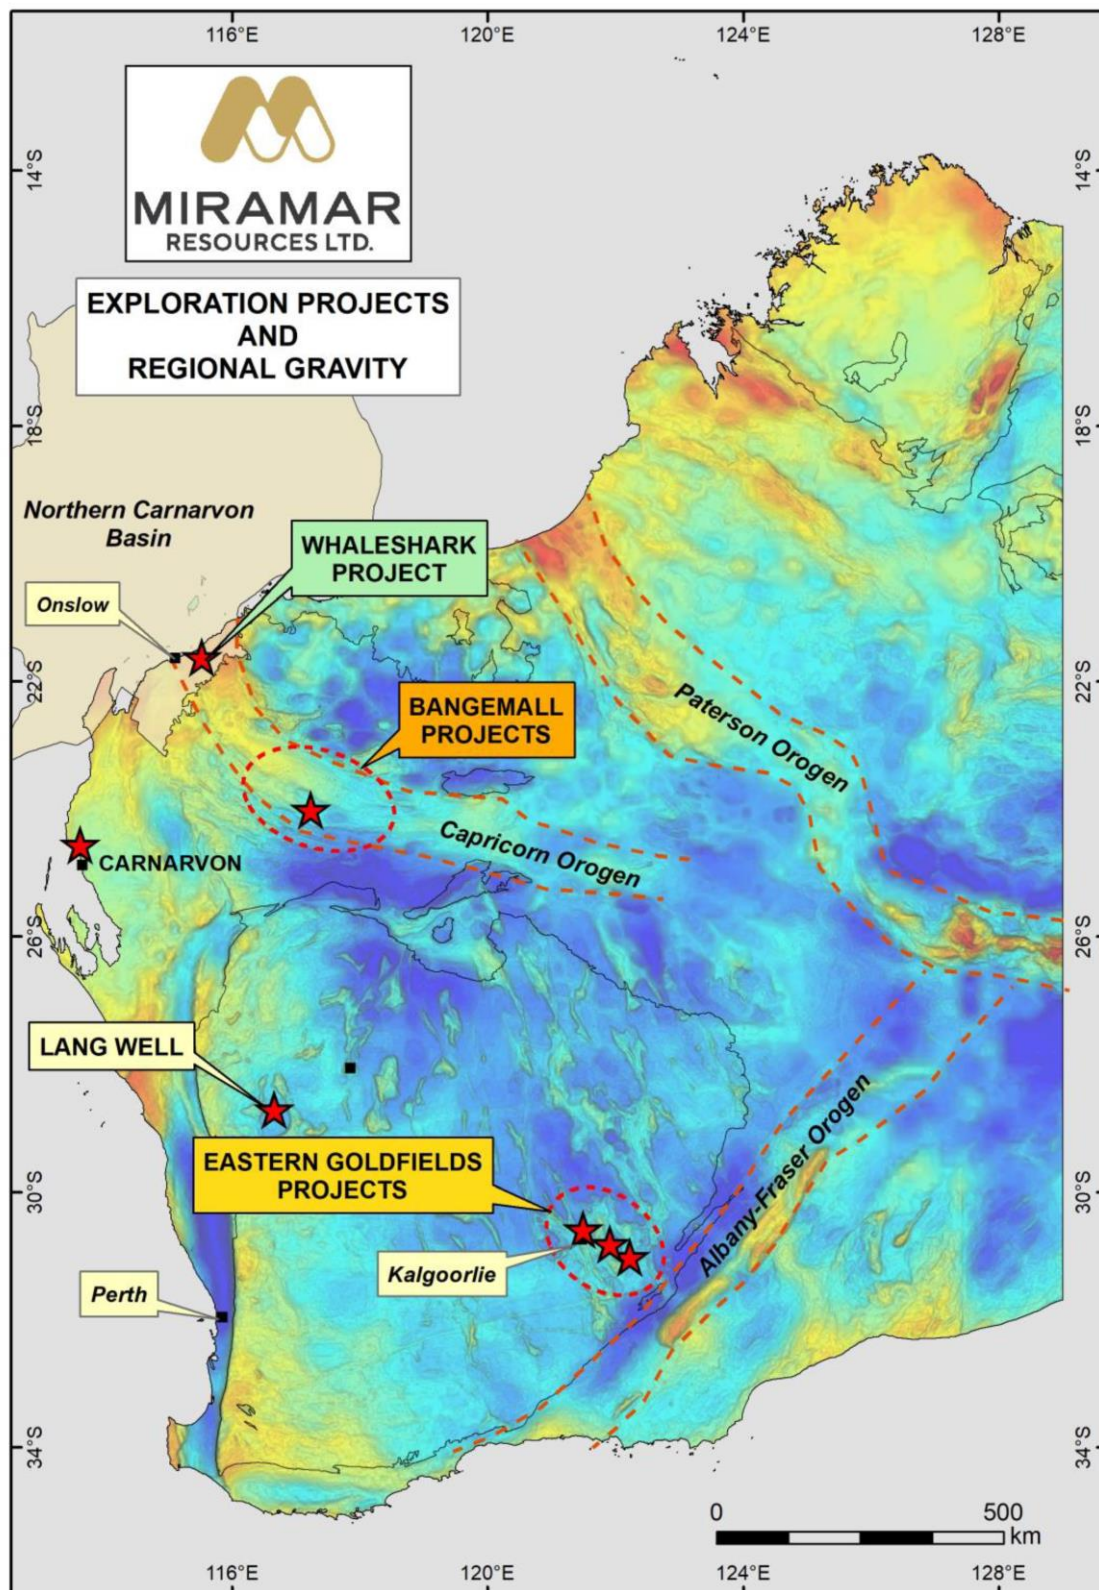 116°E
120°E
124°E
128°E
MIRAMAR
RESOURCES LTD.
14°S
14°S
EXPLORATION PROJECTS
AND
REGIONAL GRAVITY
18°S
18°S
Northern Carnarvon
Basin
WHALESHARK
PROJECT
Onslow
22°S
22°S
BANGEMALL
PROJECTS
Paterson Orogen
Capricorn Orogen
CARNARVON
26°S
26°S
LANG WELL
Albany-Fraser Orogen
EASTERN GOLDFIELDS
PROJECTS
30°S
30°S
Kalgoorlie
Perth
34°S
34°S
0
500
km
116°E
120°E
124°E
128°E